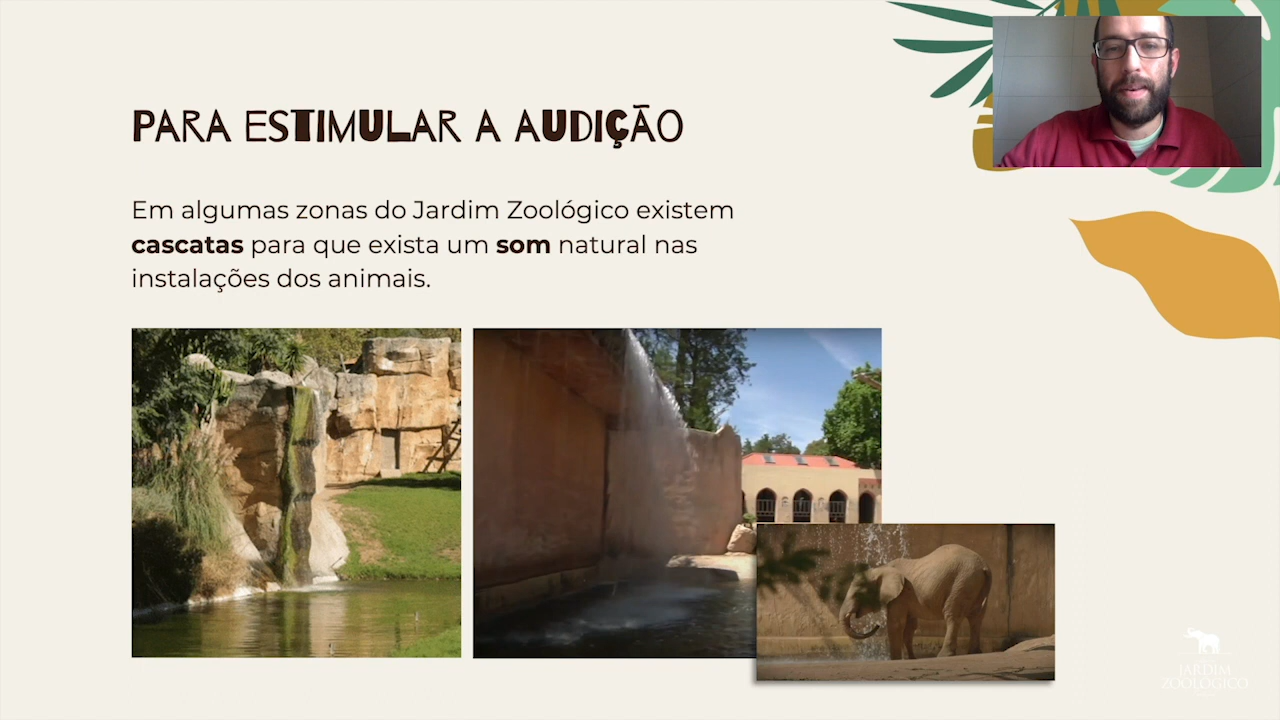 PARA ESTIMULAR A AUDIÇÃO
Em algumas zonas do Jardim Zoológico existem
cascatas para que exista um som natural nas
instalações dos animais.
JARDIM
ZOOLÓGICO